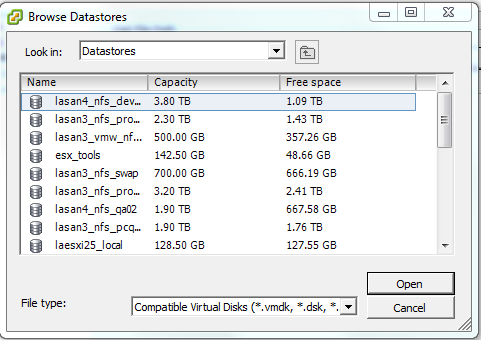 Browse Datastores
Look in: Datastores
Name Capacity Free space
lasan4_nfs_dev... 3.80 TB 1.09 TB
lasan3_nfs_pro... 2.30 TB 1.43 TB
lasan3_vmw_nf... 500.00 GB 357.26 GB
esx_tools 142.50 GB 48.66 GB
lasan3_nfs_swap 700.00 GB 666.19 GB
lasan3_nfs_pro... 3.20 TB 2.41 TB
lasan4_nfs_qa02 1.90 TB 667.58 GB
lasan3_nfs_pcq... 1.90 TB 1.76 TB
laesxi25_local 128.50 GB 127.55 GB
Open
File type: Compatible Virtual Disks (*.vmdk, *.dsk, *.
Cancel